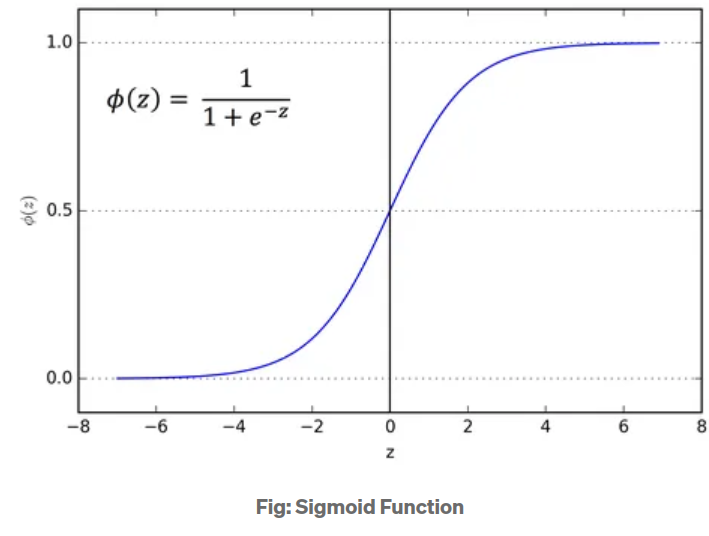 1.0
ϕ(z) = 1 / (1 + e^−z)
ϕ(z)
0.5
0.0
−8 −6 −4 −2 0 2 4 6 8
z
Fig: Sigmoid Function